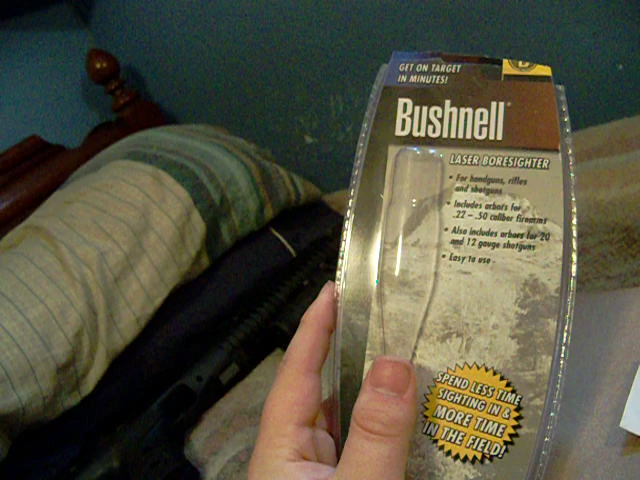 GET ON TARGET
IN MINUTES!
Bushnell®
LASER BORESIGHTER
• For handguns, rifles
and shotguns
• Includes arbors for
.22 – .50 caliber firearms
• Also includes arbors for 20
and 12 gauge shotguns
• Easy to use
SPEND LESS TIME
SIGHTING IN &
MORE TIME
IN THE FIELD!